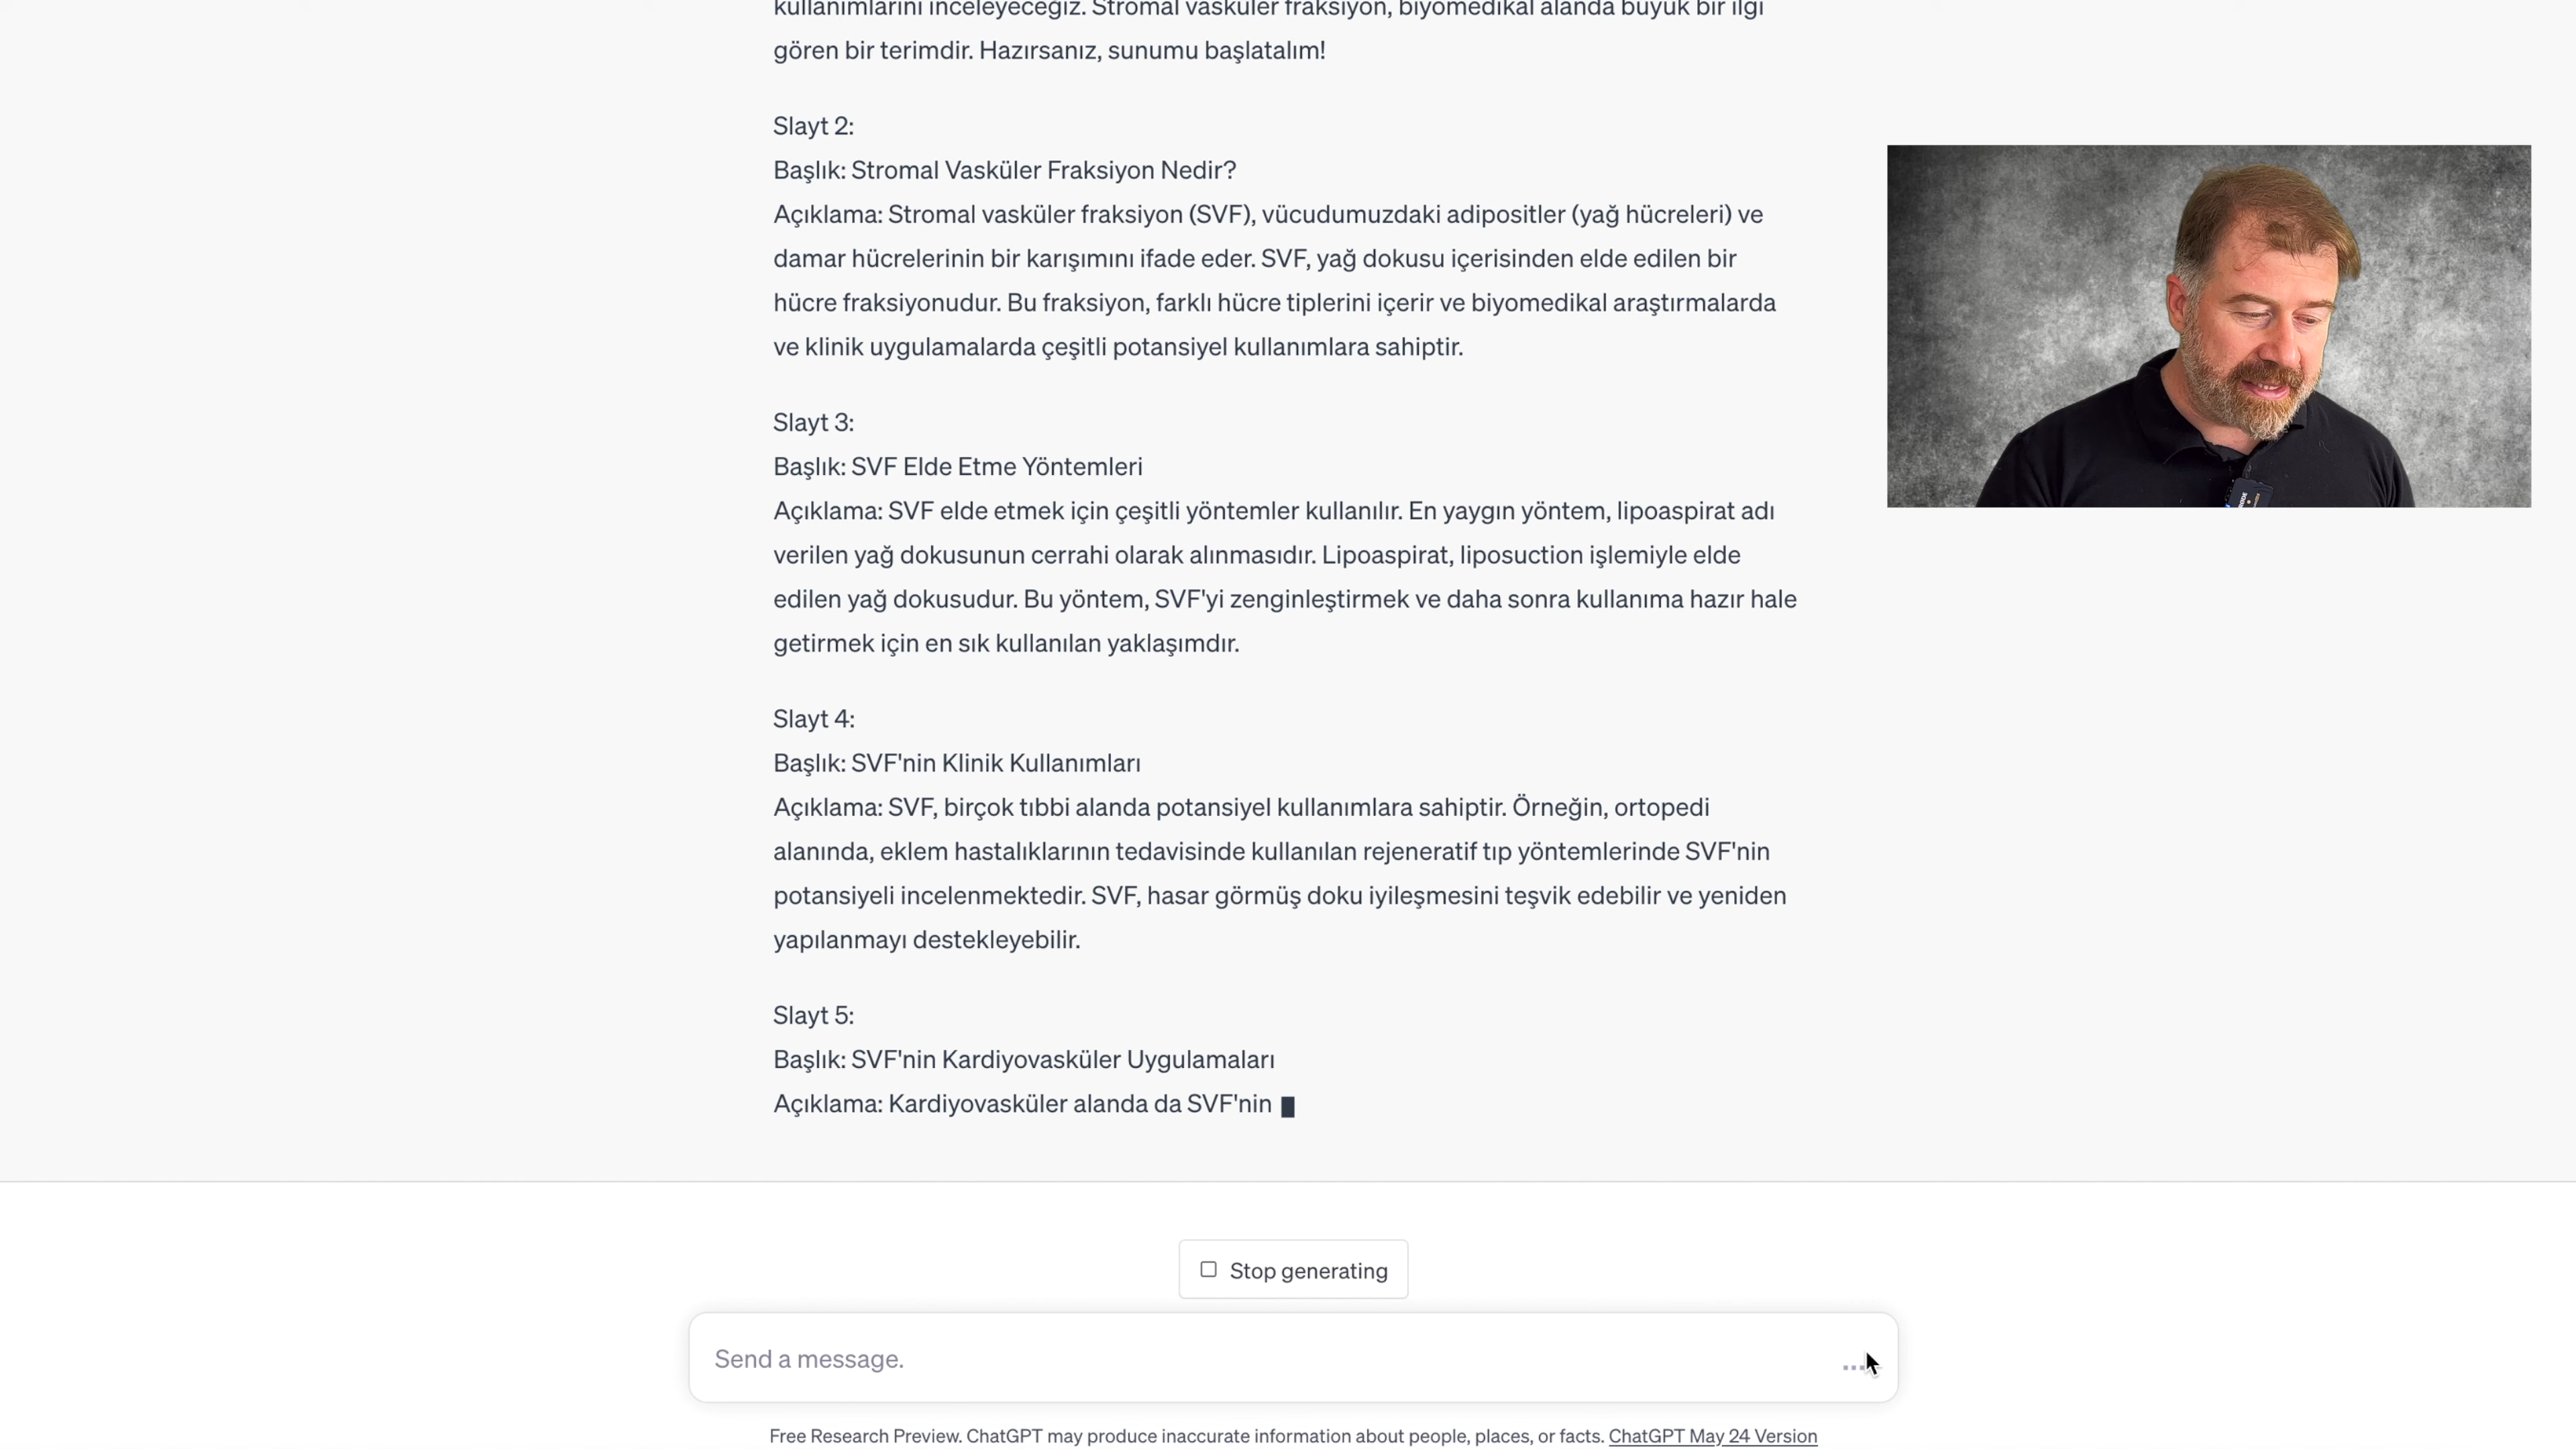 kullanımlarını inceleyeceğiz. Stromal vasküler fraksiyon, biyomedikal alanda büyük bir ilgi
gören bir terimdir. Hazırsanız, sunumu başlatalım!
Slayt 2:
Başlık: Stromal Vasküler Fraksiyon Nedir?
Açıklama: Stromal vasküler fraksiyon (SVF), vücudumuzdaki adipositler (yağ hücreleri) ve
damar hücrelerinin bir karışımını ifade eder. SVF, yağ dokusu içerisinden elde edilen bir
hücre fraksiyonudur. Bu fraksiyon, farklı hücre tiplerini içerir ve biyomedikal araştırmalarda
ve klinik uygulamalarda çeşitli potansiyel kullanımlara sahiptir.
Slayt 3:
Başlık: SVF Elde Etme Yöntemleri
Açıklama: SVF elde etmek için çeşitli yöntemler kullanılır. En yaygın yöntem, lipoaspirat adı
verilen yağ dokusunun cerrahi olarak alınmasıdır. Lipoaspirat, liposuction işlemiyle elde
edilen yağ dokusudur. Bu yöntem, SVF'yi zenginleştirmek ve daha sonra kullanıma hazır hale
getirmek için en sık kullanılan yaklaşımdır.
Slayt 4:
Başlık: SVF'nin Klinik Kullanımları
Açıklama: SVF, birçok tıbbi alanda potansiyel kullanımlara sahiptir. Örneğin, ortopedi
alanında, eklem hastalıklarının tedavisinde kullanılan rejeneratif tıp yöntemlerinde SVF'nin
potansiyeli incelenmektedir. SVF, hasar görmüş doku iyileşmesini teşvik edebilir ve yeniden
yapılanmayı destekleyebilir.
Slayt 5:
Başlık: SVF'nin Kardiyovasküler Uygulamaları
Açıklama: Kardiyovasküler alanda da SVF'nin
Stop generating
Send a message.
Free Research Preview. ChatGPT may produce inaccurate information about people, places, or facts. ChatGPT May 24 Version